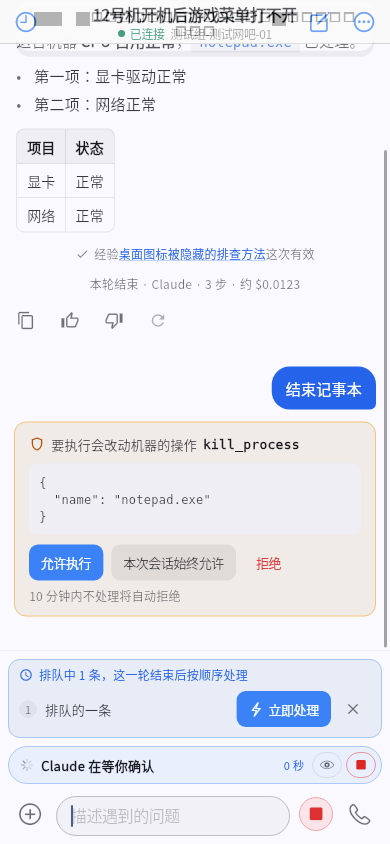 12号机开机后游戏菜单打不开
已连接 测试组-测试网吧-01
• 第一项：显卡驱动正常
• 第二项：网络正常
项目 状态
显卡 正常
网络 正常
经验桌面图标被隐藏的排查方法这次有效
本轮结束 · Claude · 3 步 · 约 $0.0123
结束记事本
要执行会改动机器的操作 kill_process
{
"name": "notepad.exe"
}
允许执行 本次会话始终允许 拒绝
10 分钟内不处理将自动拒绝
排队中 1 条，这一轮结束后按顺序处理
1 排队的一条 立即处理
Claude 在等你确认 0 秒
描述遇到的问题